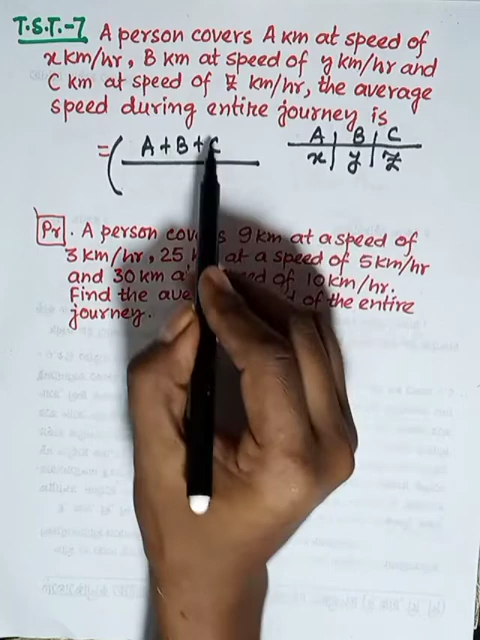 T.S.T.-7 A person covers A km at speed of
x km/hr, B km at speed of y km/hr and
C km at speed of z km/hr, the average
speed during entire journey is
= ( A+B+C
A | B | C
x | y | z
Pr. A person 9 km at a speed of
3 km/hr, 25 at a speed of 5 km/hr
and 30 km of 10 km/hr.
Find the of the entire
journey.